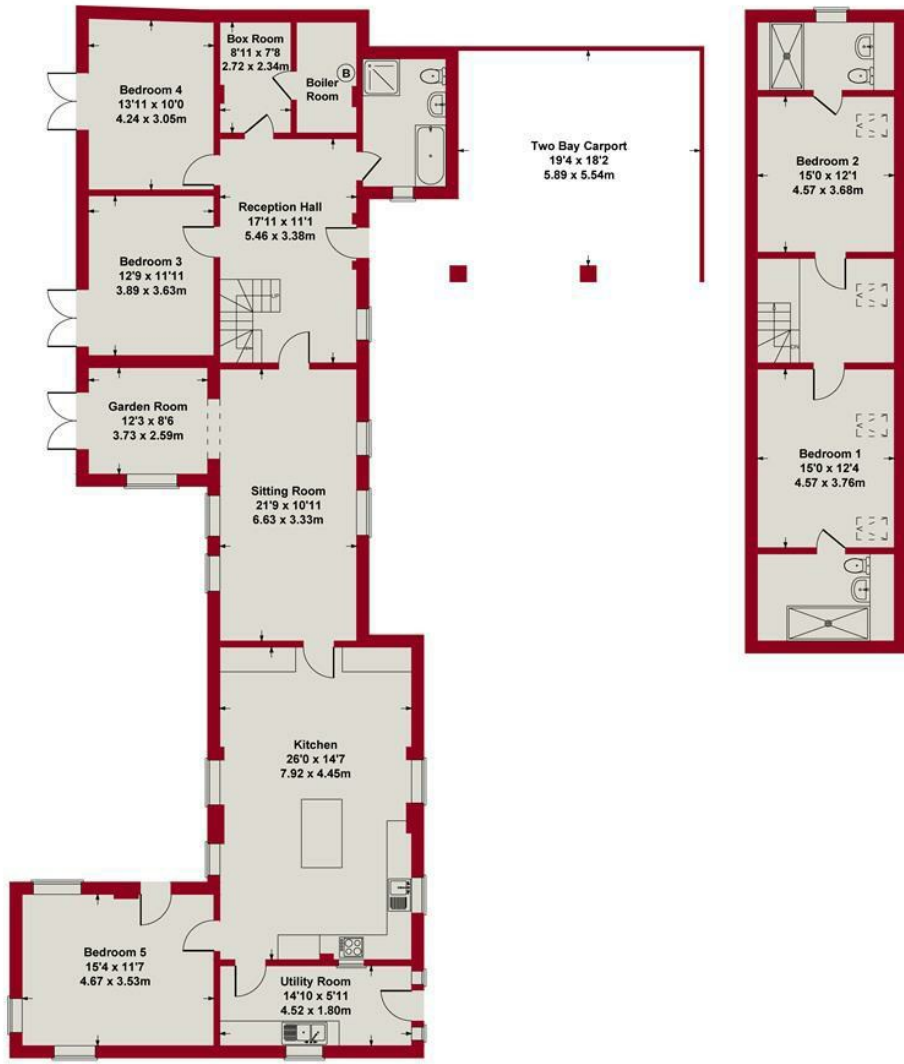 Bedroom 4
13'11 x 10'0
4.24 x 3.05m
Box Room
8'11 x 7'8
2.72 x 2.34m
Boiler
Room
B
Two Bay Carport
19'4 x 18'2
5.89 x 5.54m
Reception Hall
17'11 x 11'1
5.46 x 3.38m
Bedroom 3
12'9 x 11'11
3.89 x 3.63m
Garden Room
12'3 x 8'6
3.73 x 2.59m
Sitting Room
21'9 x 10'11
6.63 x 3.33m
Kitchen
26'0 x 14'7
7.92 x 4.45m
Bedroom 5
15'4 x 11'7
4.67 x 3.53m
Utility Room
14'10 x 5'11
4.52 x 1.80m
Bedroom 2
15'0 x 12'1
4.57 x 3.68m
Bedroom 1
15'0 x 12'4
4.57 x 3.76m